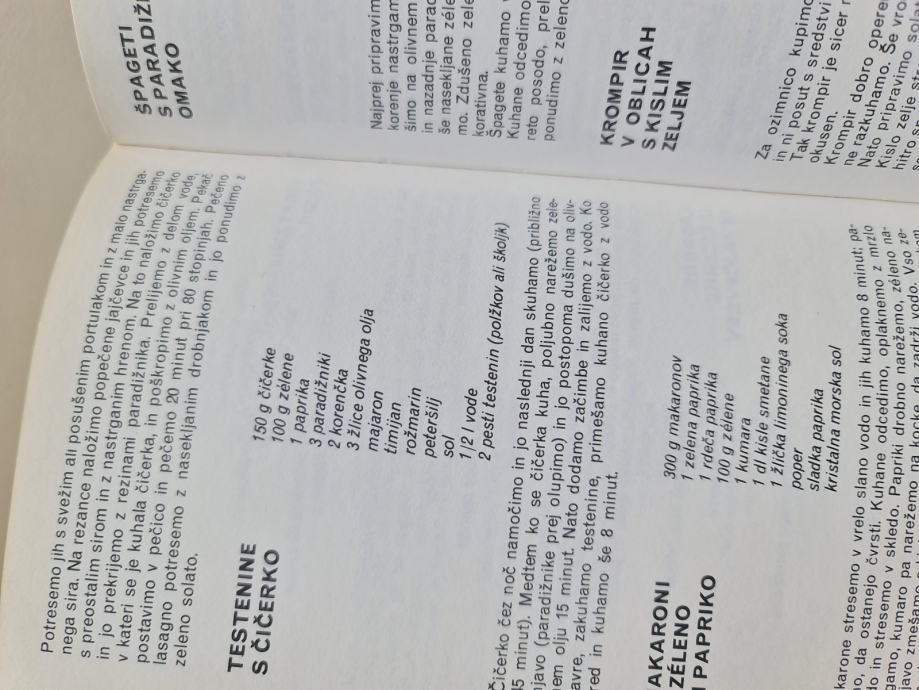 Potresemo jih s svežim ali posušenim portulakom in z malo nastrga-
nega sira. Na rezance naložimo popečene jajčevce in jih potresemo
s preostalim sirom in z nastrganim hrenom. Na to naložimo čičerko
in jo prekrijemo z rezinami paradižnika. Prelijemo z delom vode,
v kateri se je kuhala čičerka, in poškropimo z olivnim oljem. Pekač
postavimo v pečico in pečemo 20 minut pri 80 stopinjah. Pečeno
lasagno potresemo z nasekljanim drobnjakom in jo ponudimo z
zeleno solato.
TESTENINE
S ČIČERKO
150 g čičerke
100 g zélene
1 paprika
3 paradižniki
2 korenčka
3 žlice olivnega olja
majaron
timijan
rožmarin
peteršilj
sol
1/2 l vode
2 pesti testenin (polžkov ali školjk)
Čičerko čez noč namočimo in jo naslednji dan skuhamo (približno
45 minut). Medtem ko se čičerka kuha, poljubno narežemo zele-
njavo (paradižnike prej olupimo) in jo postopoma dušimo na oliv-
nem olju 15 minut. Nato dodamo začimbe in zalijemo z vodo. Ko
zavre, zakuhamo testenine, primešamo kuhano čičerko z vodo
vred in kuhamo še 8 minut.
AKARONI
ZÉLENO
I PAPRIKO
300 g makaronov
1 zelena paprika
1 rdeča paprika
100 g zélene
1 kumara
1 dl kisle smetane
1 žlička limoninega soka
poper
sladka paprika
kristalna morska sol
karone stresemo v vrelo slano vodo in jih kuhamo 8 minut; pa-
o, da ostanejo čvrsti. Kuhane odcedimo, oplaknemo z mrzlo
do in stresemo v skledo. Papriki drobno narežemo, zéleno na-
gamo, kumaro pa narežemo na kocke
ŠPAGETI
S PARADIŽ
OMAKO
Najprej pripravim
korenje nastrgam
šimo na olivnem
in nazadnje parad
še nasekljane zéle
mo. Zdušeno zele
korativna.
Špagete kuhamo v
Kuhane odcedimo
reto posodo, prel
ponudimo z zeleno
KROMPIR
V OBLICAH
S KISLIM
ZELJEM
Za ozimnico kupimo
in ni posut s sredstvi
Tak krompir je sicer
okusen.
Krompir dobro opere
ne razkuhamo. Še vro
Nato pripravimo sol
Kislo zelje
hitro